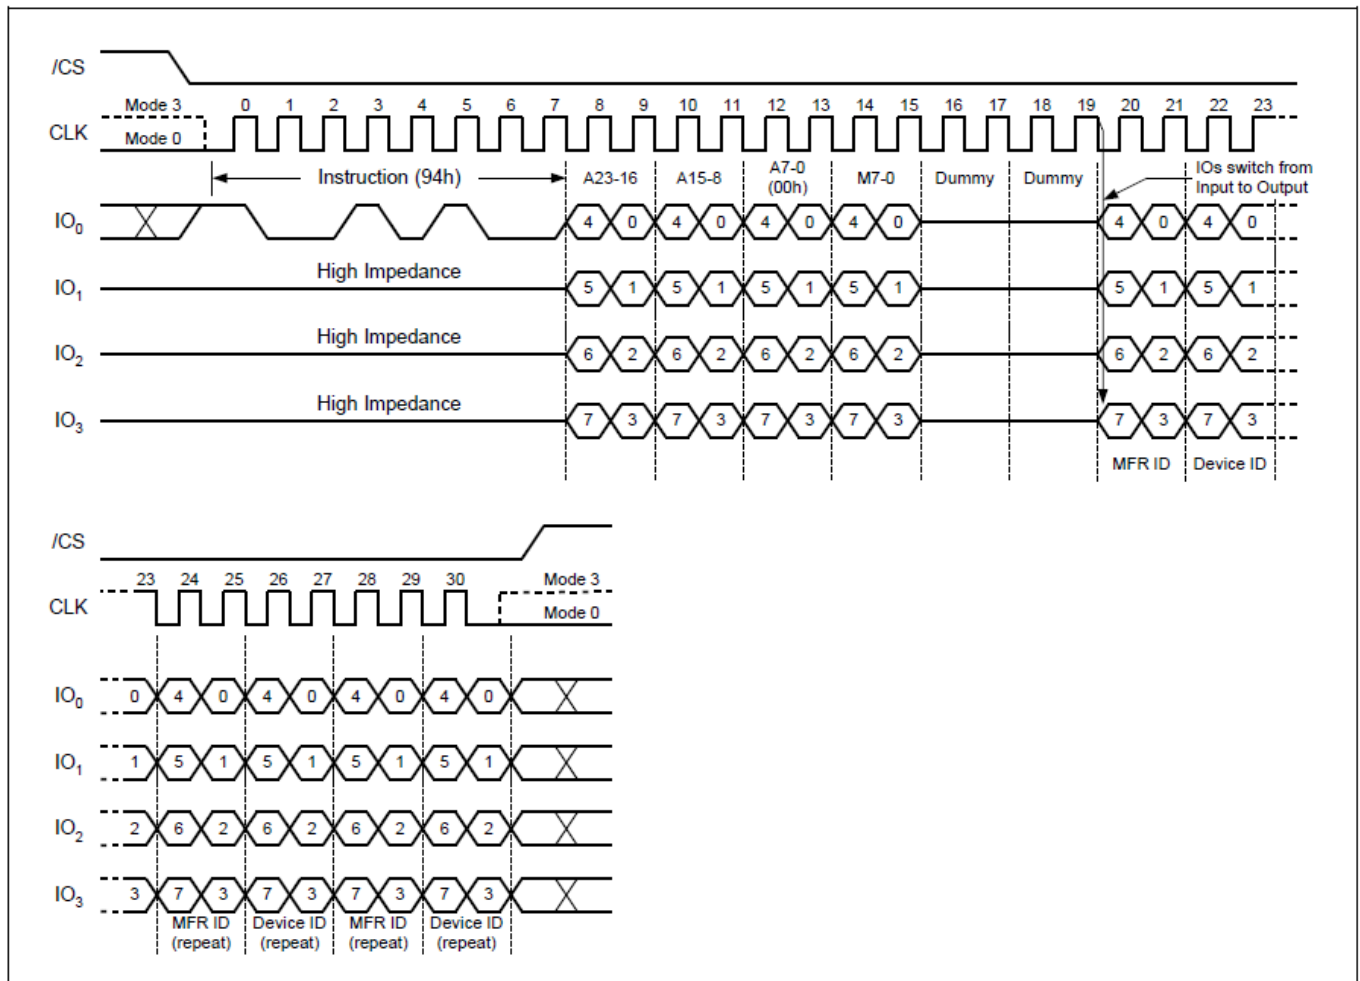 /CS
Mode 3 0 1 2 3 4 5 6 7 8 9 10 11 12 13 14 15 16 17 18 19 20 21 22 23
CLK
Mode 0
Instruction (94h) A23-16 A15-8 A7-0 (00h) M7-0 Dummy Dummy IOs switch from Input to Output
IO0 4 0 4 0 4 0 4 0 4 0 4 0
High Impedance
IO1 5 1 5 1 5 1 5 1 5 1 5 1
High Impedance
IO2 6 2 6 2 6 2 6 2 6 2 6 2
High Impedance
IO3 7 3 7 3 7 3 7 3 7 3 7 3
MFR ID Device ID
/CS
23 24 25 26 27 28 29 30 Mode 3
CLK
Mode 0
IO0 0 4 0 4 0 4 0 4 0
IO1 1 5 1 5 1 5 1 5 1
IO2 2 6 2 6 2 6 2 6 2
IO3 3 7 3 7 3 7 3 7 3
MFR ID Device ID MFR ID Device ID
(repeat) (repeat) (repeat) (repeat)